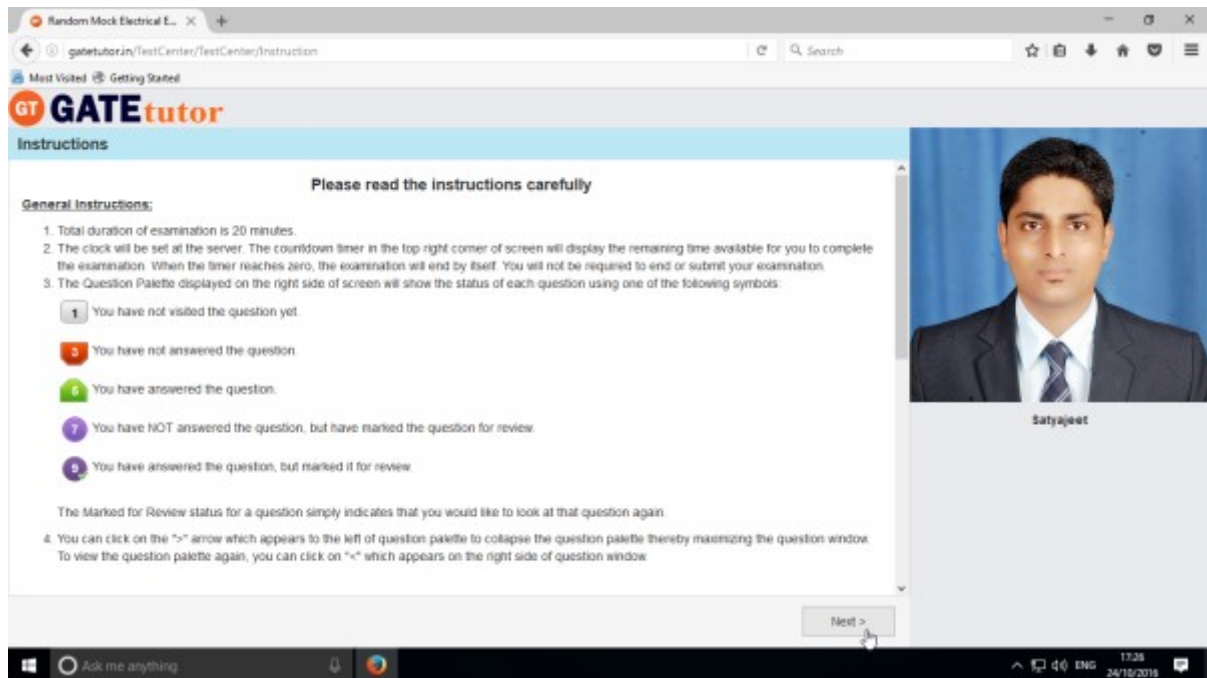 Random Mock Electrical E...
gatetutor.in/TestCenter/TestCenter/Instruction
Search
Most Visited Getting Started
GT GATEtutor
Instructions
Please read the instructions carefully
General Instructions:
1. Total duration of examination is 20 minutes.
2. The clock will be set at the server. The countdown timer in the top right corner of screen will display the remaining time available for you to complete
the examination. When the timer reaches zero, the examination will end by itself. You will not be required to end or submit your examination.
3. The Question Palette displayed on the right side of screen will show the status of each question using one of the following symbols:
1 You have not visited the question yet.
3 You have not answered the question.
5 You have answered the question.
7 You have NOT answered the question, but have marked the question for review.
9 You have answered the question, but marked it for review.
The Marked for Review status for a question simply indicates that you would like to look at that question again.
4. You can click on the ">" arrow which appears to the left of question palette to collapse the question palette thereby maximizing the question window.
To view the question palette again, you can click on "<" which appears on the right side of question window.
Satyajeet
Next >
Ask me anything
ENG
17:26
24/10/2016